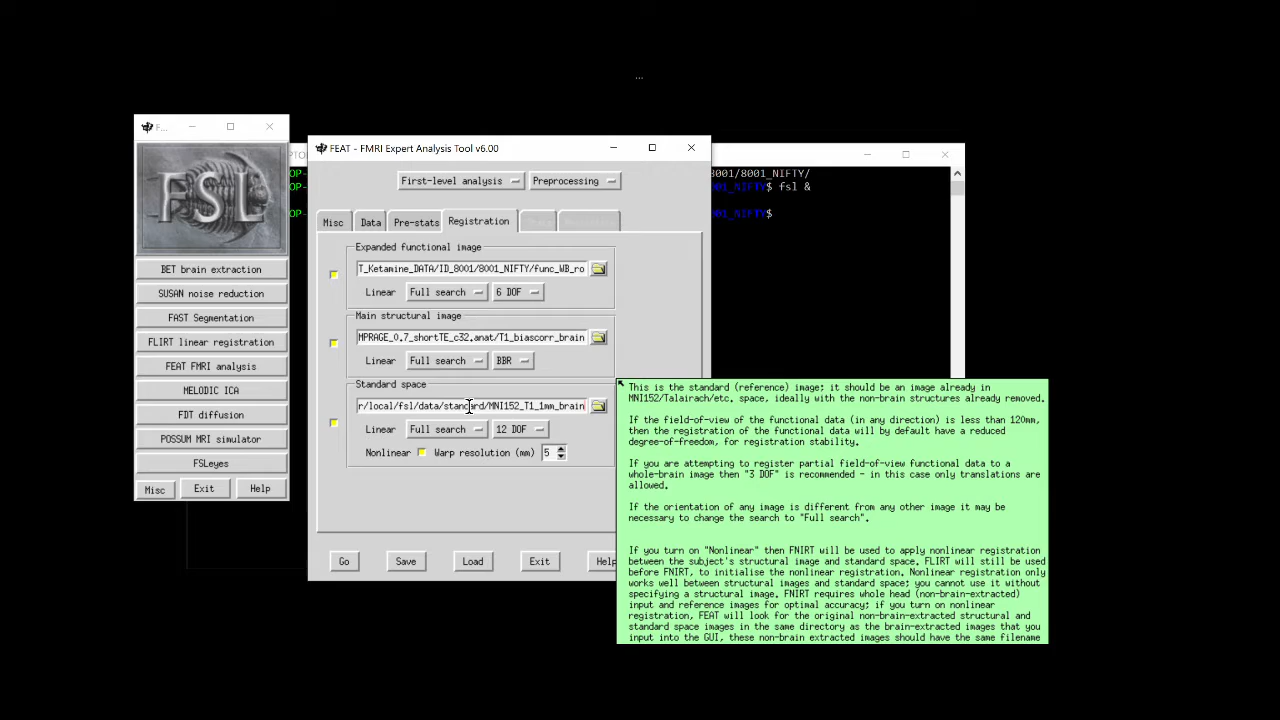 ...
F...
FSL
BET brain extraction
SUSAN noise reduction
FAST Segmentation
FLIRT linear registration
FEAT FMRI analysis
MELODIC ICA
FDT diffusion
POSSUM MRI simulator
FSLeyes
Misc Exit Help
PTO
OP-
OP-
OP-
8001/8001_NIFTY/
001_NIFTY$ fsl &
001_NIFTY$
FEAT - FMRI Expert Analysis Tool v6.00
First-level analysis Preprocessing
Misc Data Pre-stats Registration
Expanded functional image
T_Ketamine_DATA/ID_8001/8001_NIFTY/func_WB_ro
Linear Full search 6 DOF
Main structural image
MPRAGE_0.7_shortTE_c32.anat/T1_biascorr_brain
Linear Full search BBR
Standard space
r/local/fsl/data/standard/MNI152_T1_1mm_brain
Linear Full search 12 DOF
Nonlinear Warp resolution (mm) 5
Go Save Load Exit Help
This is the standard (reference) image; it should be an image already in
MNI152/Talairach/etc. space, ideally with the non-brain structures already removed.
If the field-of-view of the functional data (in any direction) is less than 120mm,
then the registration of the functional data will by default have a reduced
degree-of-freedom, for registration stability.
If you are attempting to register partial field-of-view functional data to a
whole-brain image then "3 DOF" is recommended - in this case only translations are
allowed.
If the orientation of any image is different from any other image it may be
necessary to change the search to "Full search".
If you turn on "Nonlinear" then FNIRT will be used to apply nonlinear registration
between the subject's structural image and standard space. FLIRT will still be used
before FNIRT, to initialise the nonlinear registration. Nonlinear registration only
works well between structural images and standard space; you cannot use it without
specifying a structural image. FNIRT requires whole head (non-brain-extracted)
input and reference images for optimal accuracy; if you turn on nonlinear
registration, FEAT will look for the original non-brain-extracted structural and
standard space images in the same directory as the brain-extracted images that you
input into the GUI, these non-brain extracted images should have the same filename